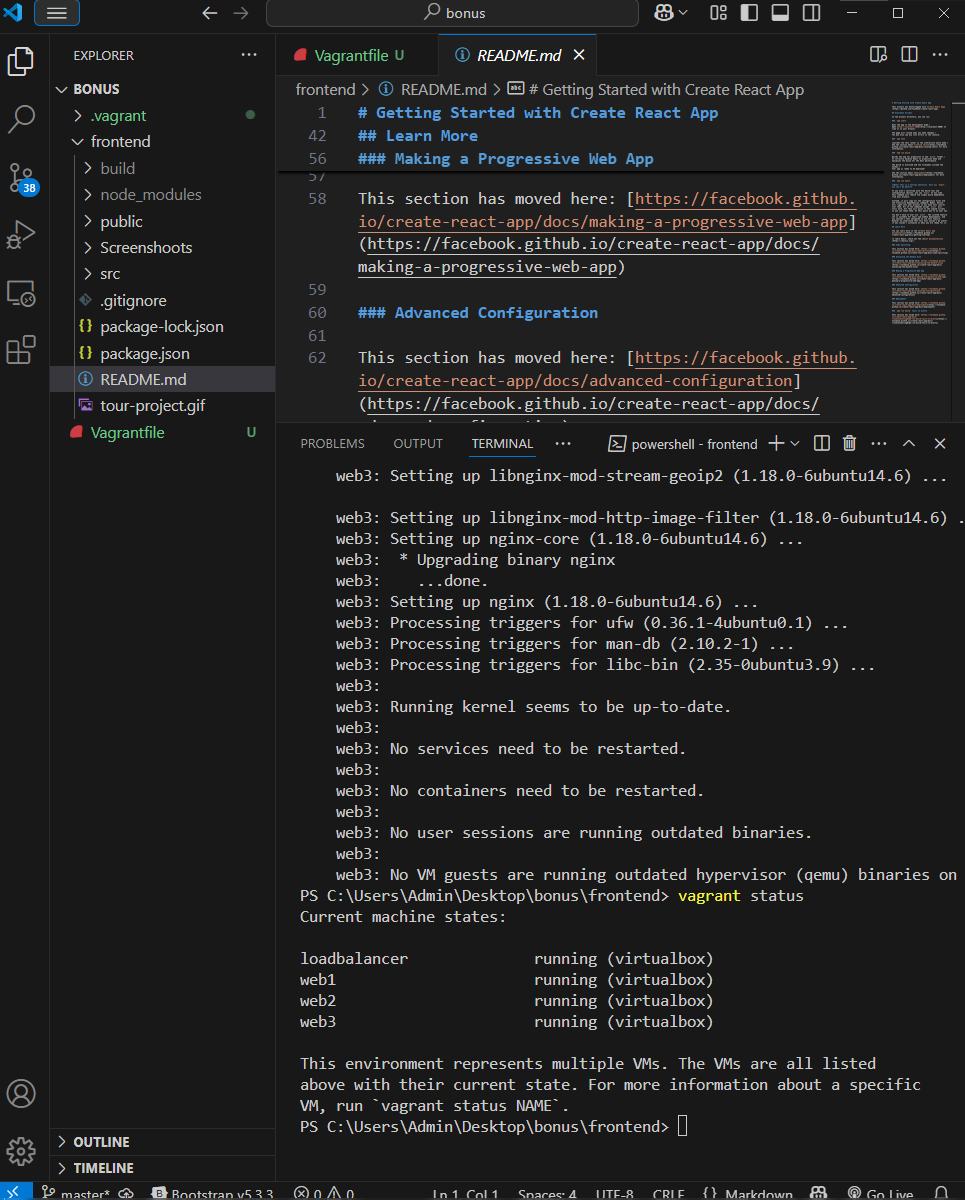 bonus
EXPLORER
BONUS
.vagrant
frontend
build
node_modules
public
Screenshoots
src
.gitignore
package-lock.json
package.json
README.md
tour-project.gif
Vagrantfile U
38
OUTLINE
TIMELINE
Vagrantfile U
README.md
frontend > README.md > # Getting Started with Create React App
1 # Getting Started with Create React App
42 ## Learn More
56 ### Making a Progressive Web App
57
58 This section has moved here: [https://facebook.github.
io/create-react-app/docs/making-a-progressive-web-app]
(https://facebook.github.io/create-react-app/docs/
making-a-progressive-web-app)
59
60 ### Advanced Configuration
61
62 This section has moved here: [https://facebook.github.
io/create-react-app/docs/advanced-configuration]
(https://facebook.github.io/create-react-app/docs/
PROBLEMS OUTPUT TERMINAL ... powershell - frontend
web3: Setting up libnginx-mod-stream-geoip2 (1.18.0-6ubuntu14.6) ...
web3: Setting up libnginx-mod-http-image-filter (1.18.0-6ubuntu14.6) .
web3: Setting up nginx-core (1.18.0-6ubuntu14.6) ...
web3:  * Upgrading binary nginx
web3:    ...done.
web3: Setting up nginx (1.18.0-6ubuntu14.6) ...
web3: Processing triggers for ufw (0.36.1-4ubuntu0.1) ...
web3: Processing triggers for man-db (2.10.2-1) ...
web3: Processing triggers for libc-bin (2.35-0ubuntu3.9) ...
web3:
web3: Running kernel seems to be up-to-date.
web3:
web3: No services need to be restarted.
web3:
web3: No containers need to be restarted.
web3:
web3: No user sessions are running outdated binaries.
web3:
web3: No VM guests are running outdated hypervisor (qemu) binaries on
PS C:\Users\Admin\Desktop\bonus\frontend> vagrant status
Current machine states:
loadbalancer running (virtualbox)
web1 running (virtualbox)
web2 running (virtualbox)
web3 running (virtualbox)
This environment represents multiple VMs. The VMs are all listed
above with their current state. For more information about a specific
VM, run `vagrant status NAME`.
PS C:\Users\Admin\Desktop\bonus\frontend>
master* Bootstrap v5.3.3 0 0 Ln 1, Col 1 Spaces: 4 UTF-8 CRLF {} Markdown Go Live